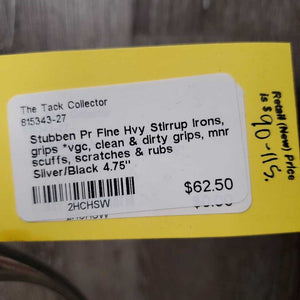 The Tack Collector
815343-27
Stubben Pr Fine Hvy Stirrup Irons,
grips *vgc, clean & dirty grips, mnr
scuffs, scratches & rubs
Silver/Black 4.75"
$62.50
2HCHSW
Retail (New) Price
is $90-115.